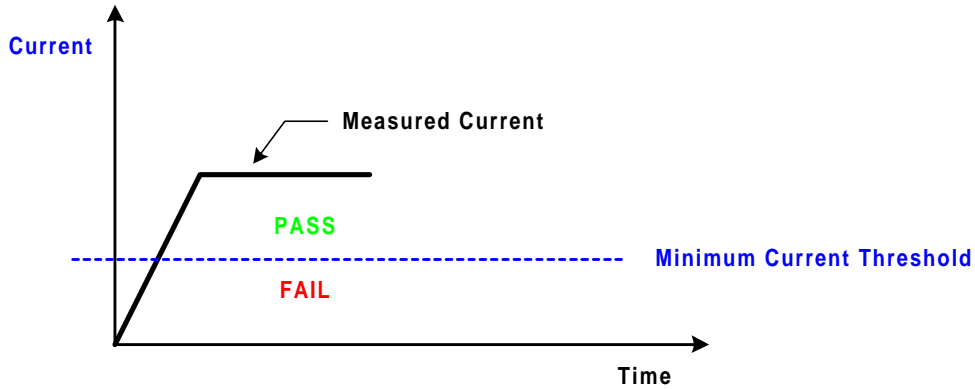 Current
Measured Current
PASS
Minimum Current Threshold
FAIL
Time